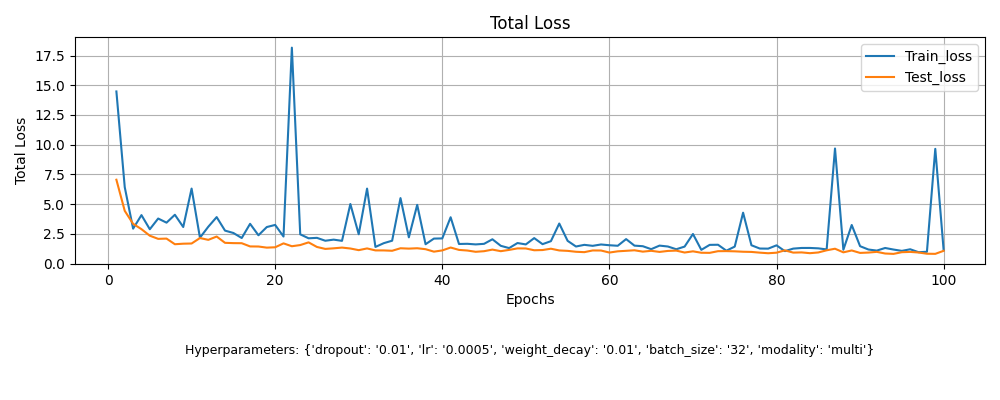 Total Loss
Train_loss
Test_loss
17.5
15.0
12.5
10.0
7.5
5.0
2.5
0.0
Total Loss
0
20
40
60
80
100
Epochs
Hyperparameters: {'dropout': '0.01', 'lr': '0.0005', 'weight_decay': '0.01', 'batch_size': '32', 'modality': 'multi'}